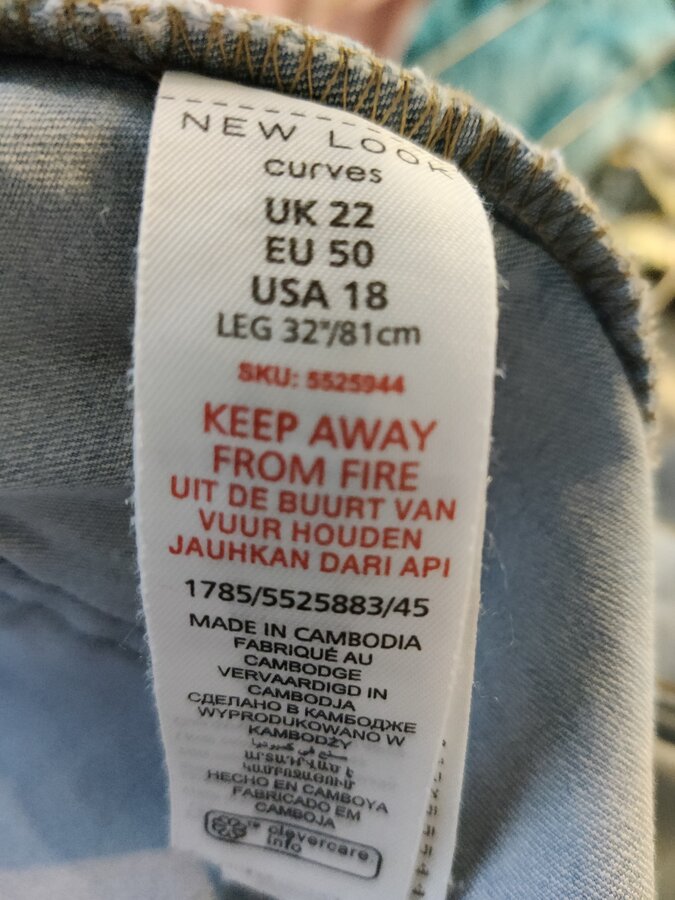 NEW LOOK
curves
UK 22
EU 50
USA 18
LEG 32"/81cm
SKU: 5525944
KEEP AWAY
FROM FIRE
UIT DE BUURT VAN
VUUR HOUDEN
JAUHKAN DARI API
1785/5525883/45
MADE IN CAMBODIA
FABRIQUÉ AU
CAMBODGE
VERVAARDIGD IN
CAMBODJA
СДЕЛАНО В КАМБОДЖЕ
WYPRODUKOWANO W
KAMBODŻY
HECHO EN CAMBOYA
FABRICADO EM
CAMBOJA
clevercare
info